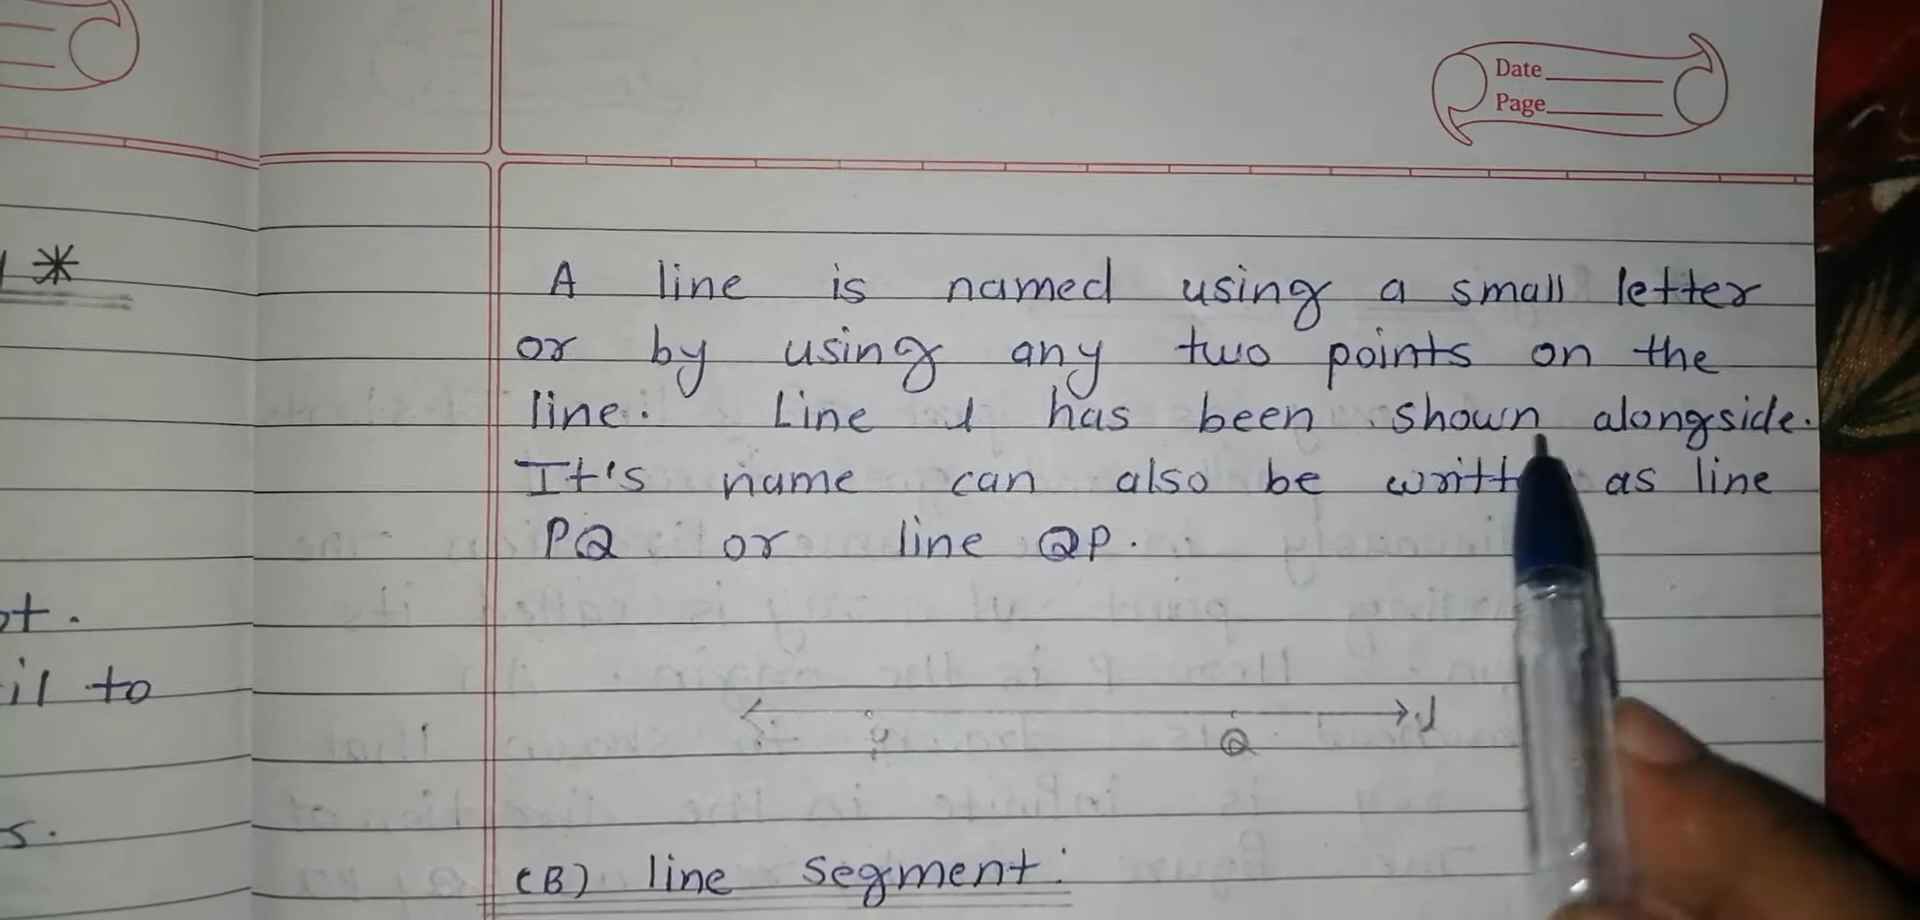 Date
Page
A line is named using a small letter
or by using any two points on the
line. Line l has been shown alongside.
It's name can also be as line
PQ or line QP.
ot.
il to
l
P
Q
s.
(B) line segment: